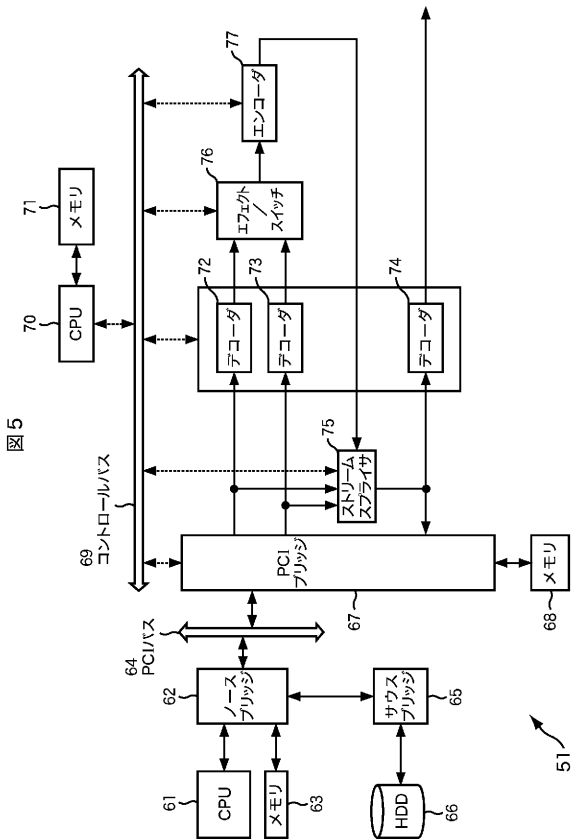 図5
70
CPU
71
メモリ
69
コントロールバス
76
エフェクト
／
スイッチ
77
エンコーダ
72
デコーダ
73
デコーダ
74
デコーダ
75
ストリーム
スプライサ
64
PCIバス
61
CPU
62
ノース
ブリッジ
メモリ
63
PCI
ブリッジ
67
HDD
66
サウス
ブリッジ
65
メモリ
68
51